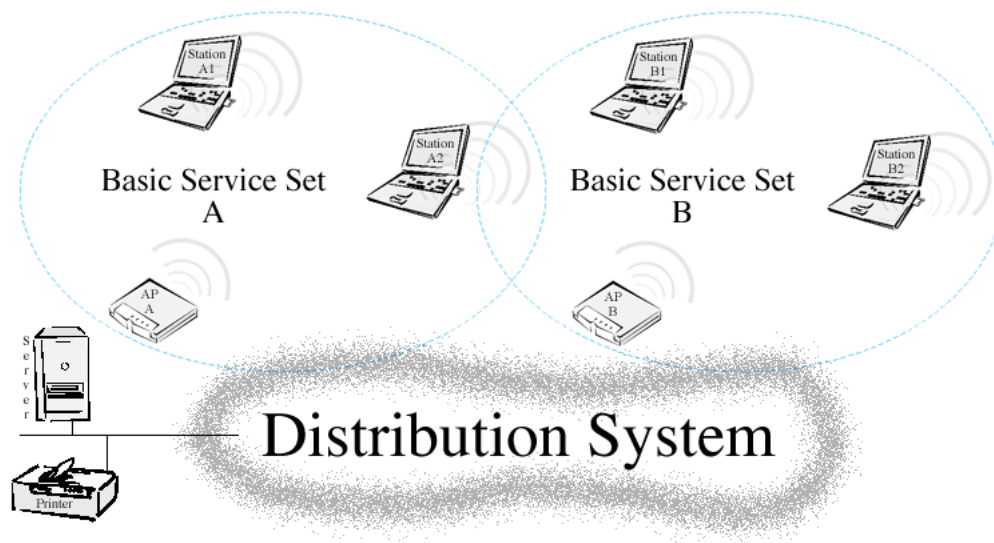 Station
A1
Station
B1
Station
A2
Station
B2
Basic Service Set
A
Basic Service Set
B
AP
A
AP
B
Server
Distribution System
Printer